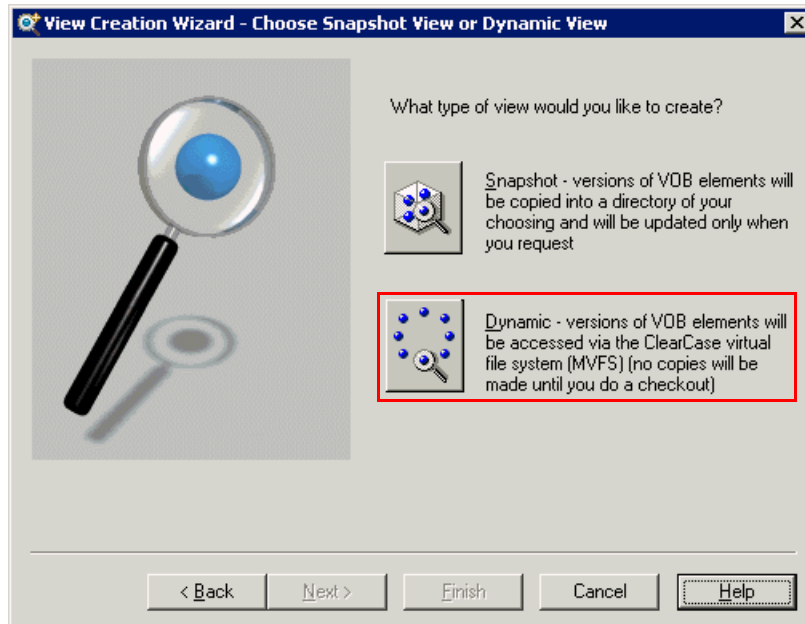 View Creation Wizard - Choose Snapshot View or Dynamic View
What type of view would you like to create?
Snapshot - versions of VOB elements will
be copied into a directory of your
choosing and will be updated only when
you request
Dynamic - versions of VOB elements will
be accessed via the ClearCase virtual
file system (MVFS) (no copies will be
made until you do a checkout)
< Back Next > Finish Cancel Help